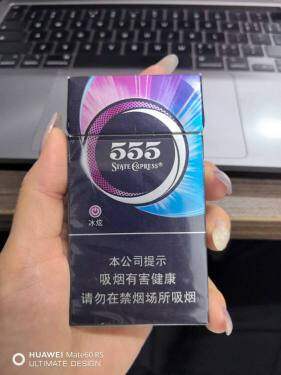 555
STATE EXPRESS®
冰炫
本公司提示
吸烟有害健康
请勿在禁烟场所吸烟
HUAWEI Mate60 RS
ULTIMATE DESIGN